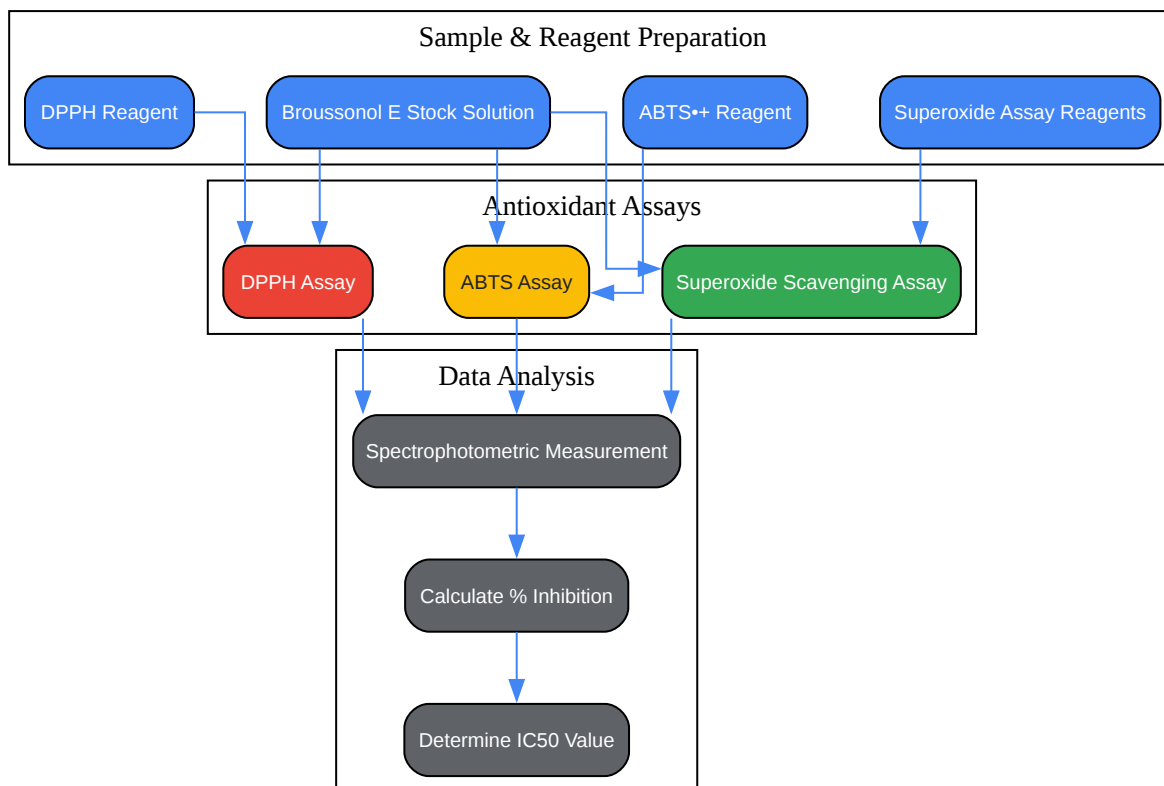 Sample & Reagent Preparation
DPPH Reagent
Broussonol E Stock Solution
ABTS•+ Reagent
Superoxide Assay Reagents
Antioxidant Assays
DPPH Assay
ABTS Assay
Superoxide Scavenging Assay
Data Analysis
Spectrophotometric Measurement
Calculate % Inhibition
Determine IC50 Value